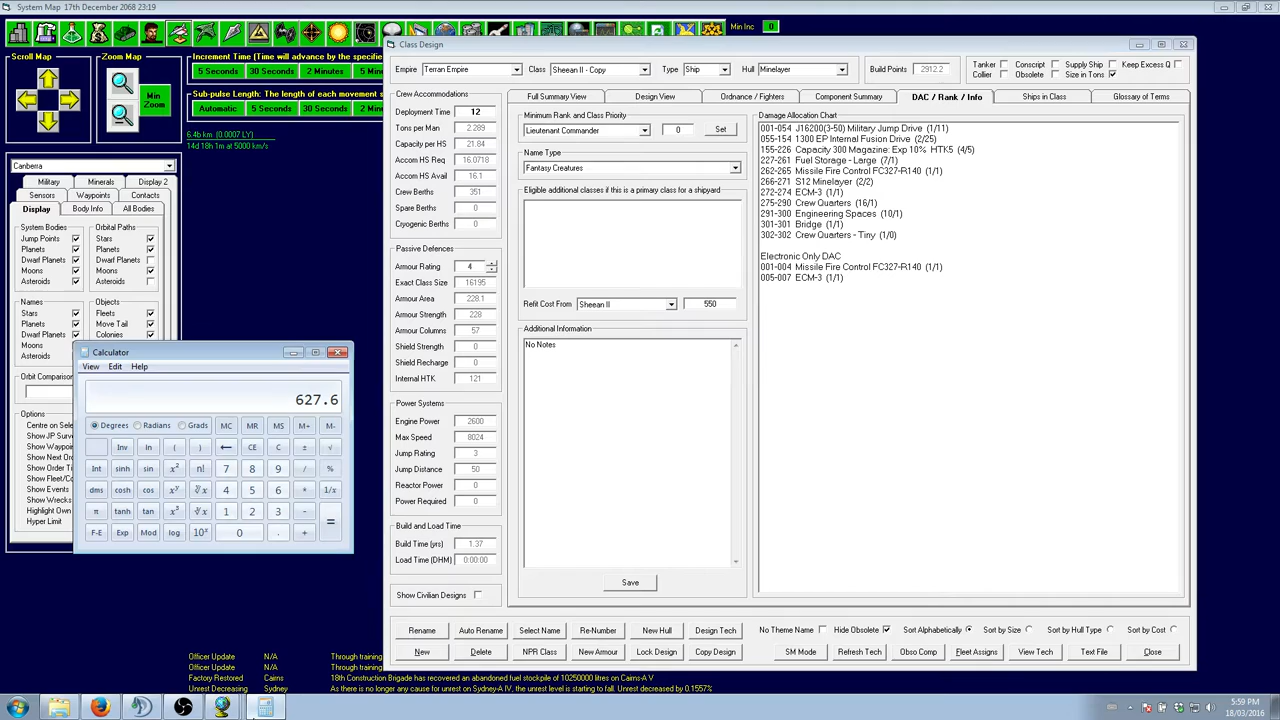 System Map 17th December 2068 23:19
Min Inc 0
Scroll Map
Zoom Map
Min Zoom
Increment Time (Time will advance by the specifie
5 Seconds 30 Seconds 2 Minutes
Sub-pulse Length: The length of each movement
Automatic 5 Seconds 30 Seconds 2 Minutes
6.4b km (0.0007 LY)
14d 18h 1m at 5000 km/s
Canberra
Military Minerals Display 2
Sensors Waypoints Contacts
Display Body Info All Bodies
System Bodies Orbital Paths
Jump Points Stars
Planets Planets
Dwarf Planets Dwarf Planets
Moons Moons
Asteroids Asteroids
Names Objects
Stars Fleets
Planets Move Tail
Dwarf Planets Colonies
Moons
Asteroids
Orbit Comparison
Options
Centre on Sele
Show JP Surve
Show Waypoin
Show Next Ord
Show Order Ti
Show Fleet/Co
Show Events
Show Wrecks
Highlight Own
Hyper Limit
Calculator
View Edit Help
627.6
Degrees Radians Grads MC MR MS M+ M-
Inv ln ( ) ← CE C ± √
Int sinh sin x² n! 7 8 9 / %
dms cosh cos xʸ ʸ√x 4 5 6 * 1/x
π tanh tan x³ ³√x 1 2 3 - =
F-E Exp Mod log 10ˣ 0 . +
Class Design
Empire Terran Empire Class Sheean II - Copy Type Ship Hull Minelayer Build Points 2912.2
Tanker Conscript Supply Ship Keep Excess Q
Collier Obsolete Size in Tons
Crew Accommodations
Deployment Time 12
Tons per Man 2.289
Capacity per HS 21.84
Accom HS Req 16.0718
Accom HS Avail 16.1
Crew Berths 351
Spare Berths 0
Cryogenic Berths 0
Passive Defences
Armour Rating 4
Exact Class Size 16195
Armour Area 228.1
Armour Strength 228
Armour Columns 57
Shield Strength 0
Shield Recharge 0
Internal HTK 121
Power Systems
Engine Power 2600
Max Speed 8024
Jump Rating 3
Jump Distance 50
Reactor Power 0
Power Required 0
Build and Load Time
Build Time (yrs) 1.37
Load Time (DHM) 0:00:00
Show Civilian Designs
Full Summary View Design View Ordnance / Fighters Component Summary DAC / Rank / Info Ships in Class Glossary of Terms
Minimum Rank and Class Priority
Lieutenant Commander 0 Set
Name Type
Fantasy Creatures
Eligible additional classes if this is a primary class for a shipyard
Refit Cost From Sheean II 550
Additional Information
No Notes
Save
Damage Allocation Chart
001-054 J16200(3-50) Military Jump Drive (1/11)
055-154 1300 EP Internal Fusion Drive (2/25)
155-226 Capacity 300 Magazine: Exp 10% HTK5 (4/5)
227-261 Fuel Storage - Large (7/1)
262-265 Missile Fire Control FC327-R140 (1/1)
266-271 S12 Minelayer (2/2)
272-274 ECM-3 (1/1)
275-290 Crew Quarters (16/1)
291-300 Engineering Spaces (10/1)
301-301 Bridge (1/1)
302-302 Crew Quarters - Tiny (1/0)
Electronic Only DAC
001-004 Missile Fire Control FC327-R140 (1/1)
005-007 ECM-3 (1/1)
Rename Auto Rename Select Name Re-Number New Hull Design Tech No Theme Name Hide Obsolete Sort Alphabetically Sort by Size Sort by Hull Type Sort by Cost
New Delete NPR Class New Armour Lock Design Copy Design SM Mode Refresh Tech Obso Comp Fleet Assigns View Tech Text File Close
Officer Update N/A Through training
Officer Update N/A Through training
Factory Restored Cairns 18th Construction Brigade has recovered an abandoned fuel stockpile of 10250000 litres on Cairns-A V
Unrest Decreasing Sydney As there is no longer any cause for unrest on Sydney-A IV, the unrest level is starting to fall. Unrest decreased by 0.1557%
5:59 PM
18/03/2016